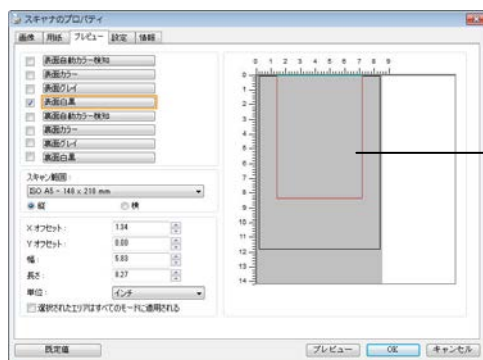 スキャナのプロパティ
画像 用紙 プレビュー 設定 情報
表面自動カラー検知
表面カラー
表面グレイ
表面白黒
裏面自動カラー検知
裏面カラー
裏面グレイ
裏面白黒
スキャン範囲:
ISO A5 - 148 x 210 mm
縦 横
X オフセット: 1.34
Y オフセット: 0.00
幅: 5.83
長さ: 8.27
単位: インチ
選択されたエリアはすべてのモードに適用される
0 1 2 3 4 5 6 7 8 9
0
1
2
3
4
5
6
7
8
9
10
11
12
13
14
既定値 プレビュー OK キャンセル